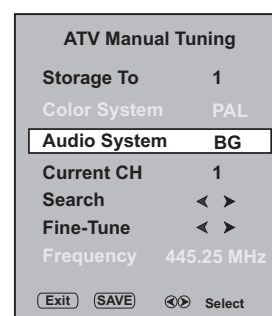 ATV Manual Tuning
Storage To 1
Color System PAL
Audio System BG
Current CH 1
Search
Fine-Tune
Frequency 445.25 MHz
Exit SAVE Select